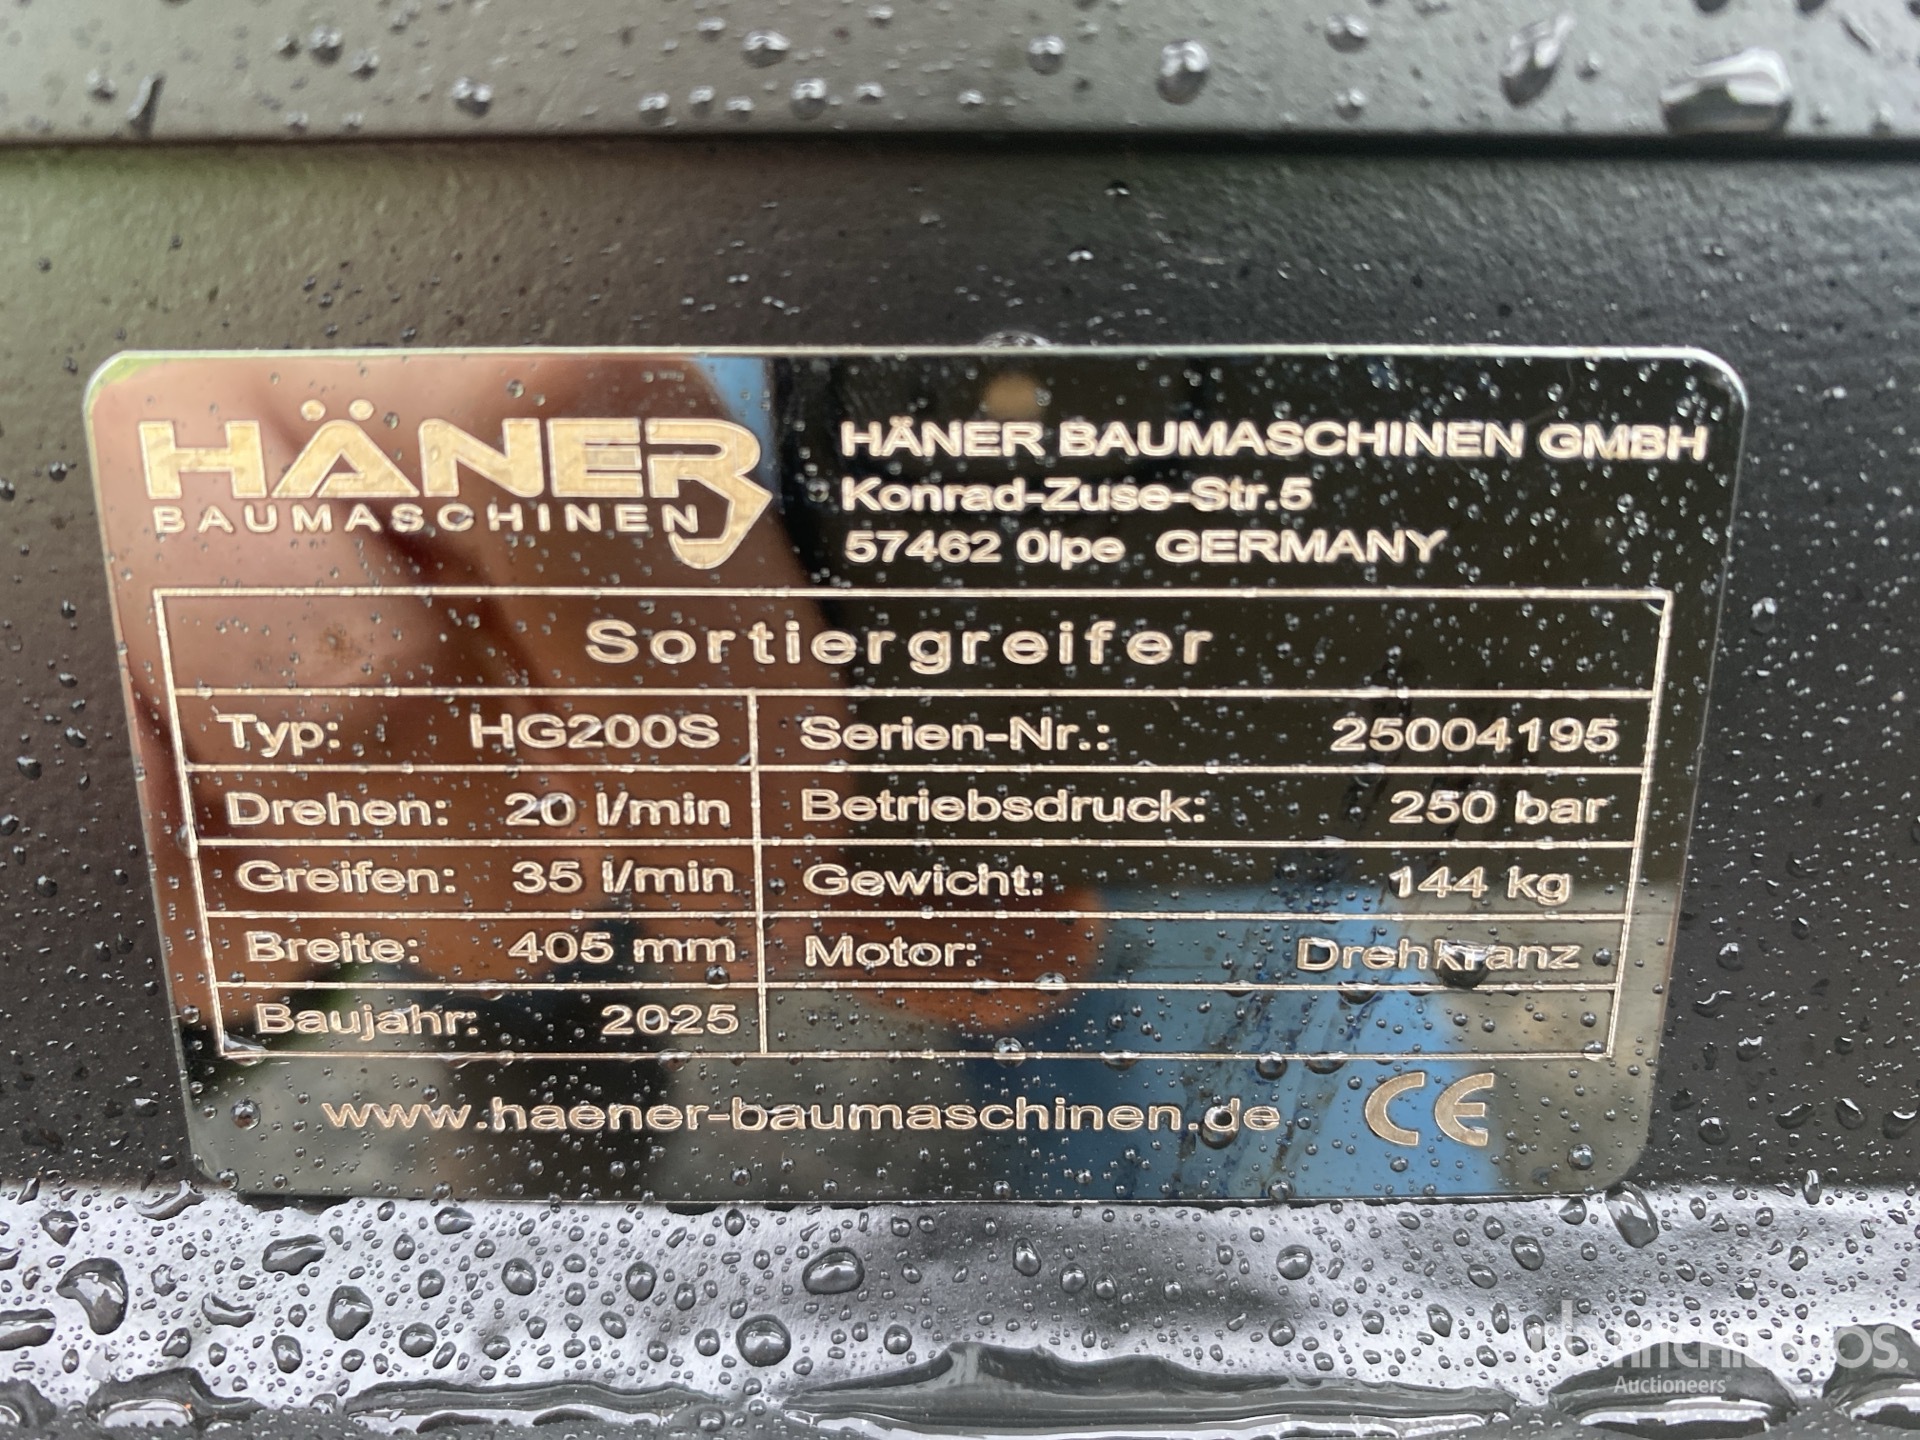 HÄNER
BAUMASCHINEN
HÄNER BAUMASCHINEN GMBH
Konrad-Zuse-Str.5
57462 Olpe GERMANY
Sortiergreifer
Typ: HG200S Serien-Nr.: 25004195
Drehen: 20 l/min Betriebsdruck: 250 bar
Greifen: 35 l/min Gewicht: 144 kg
Breite: 405 mm Motor: Drehkranz
Baujahr: 2025
www.haener-baumaschinen.de CE
Auctioneers